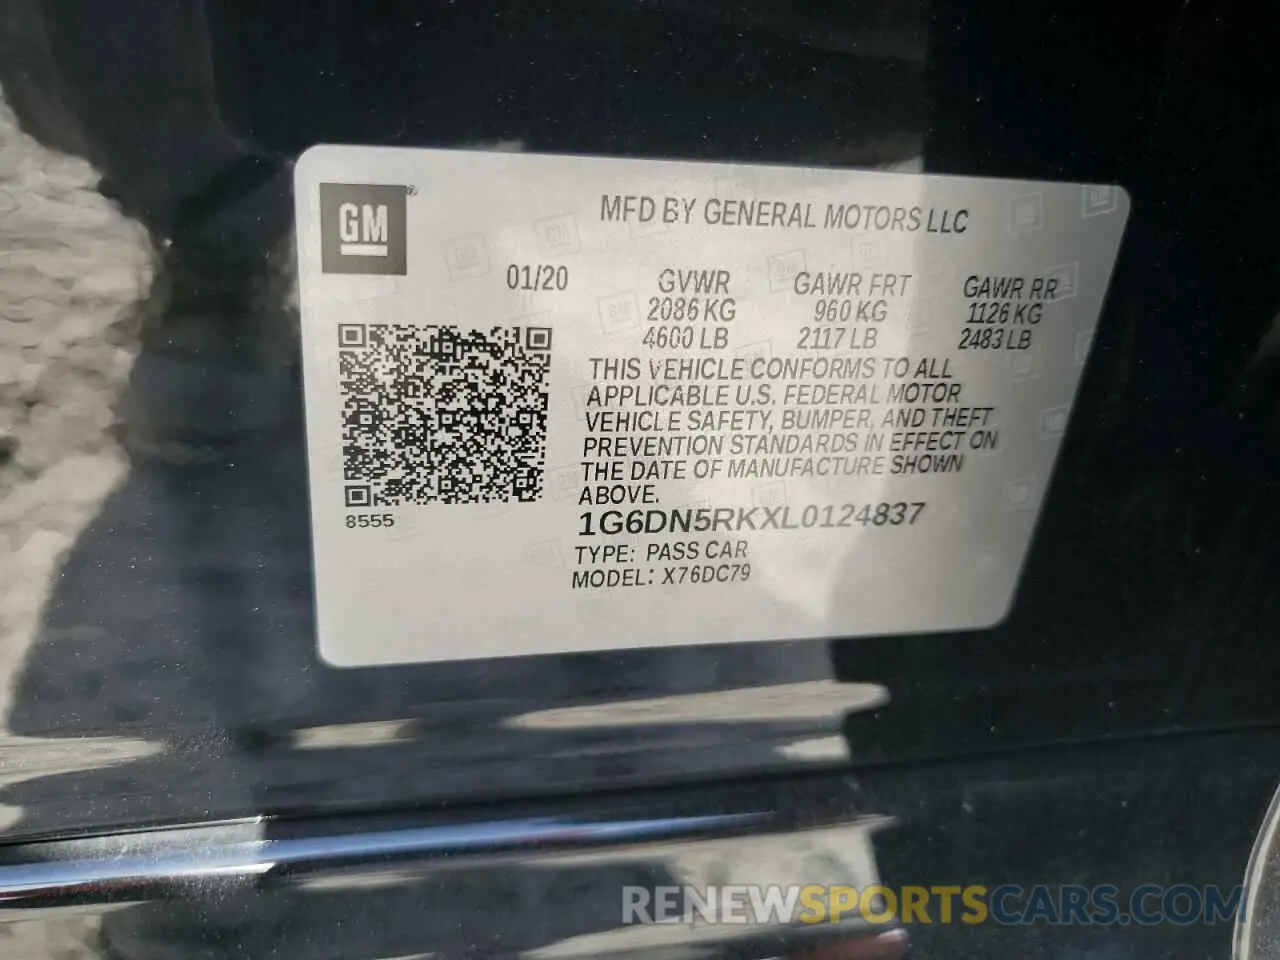 GM
MFD BY GENERAL MOTORS LLC
01/20 GVWR GAWR FRT GAWR RR
2086 KG 960 KG 1126 KG
4600 LB 2117 LB 2483 LB
THIS VEHICLE CONFORMS TO ALL
APPLICABLE U.S. FEDERAL MOTOR
VEHICLE SAFETY, BUMPER, AND THEFT
PREVENTION STANDARDS IN EFFECT ON
THE DATE OF MANUFACTURE SHOWN
ABOVE.
8555
1G6DN5RKXL0124837
TYPE: PASS CAR
MODEL: X76DC79
RENEWSPORTSCARS.COM